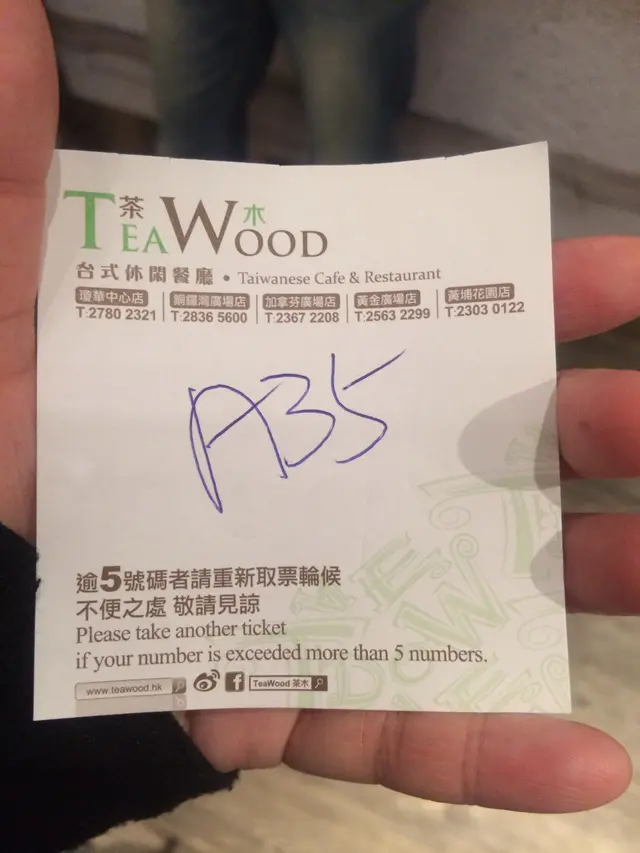 茶 木
TEA WOOD
台式休閑餐廳 • Taiwanese Cafe & Restaurant
瓊華中心店 銅鑼灣廣場店 加拿芬廣場店 黃金廣場店 黃埔花園店
T:2780 2321 T:2836 5600 T:2367 2208 T:2563 2299 T:2303 0122
A35
逾5號碼者請重新取票輪候
不便之處 敬請見諒
Please take another ticket
if your number is exceeded more than 5 numbers.
www.teawood.hk f TeaWood 茶木